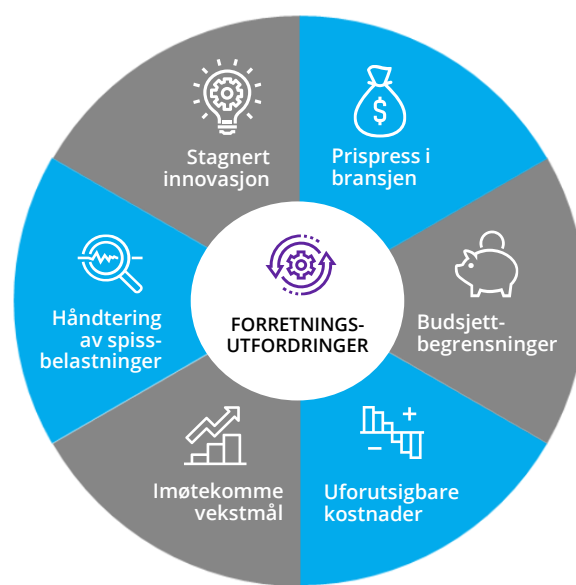 Stagnert
innovasjon
Prispress i
bransjen
Håndtering
av spiss-
belastninger
FORRETNINGS-
UTFORDRINGER
Budsjett-
begrensninger
Imøtekomme
vekstmål
Uforutsigbare
kostnader